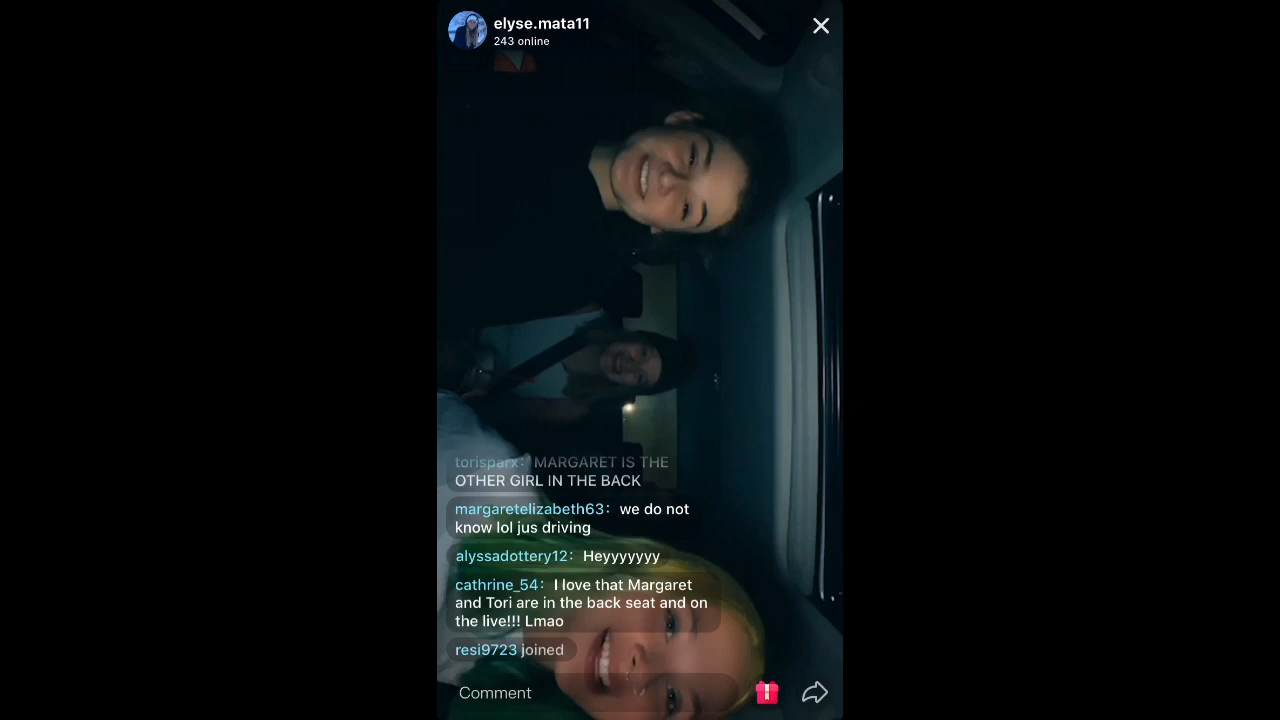 elyse.mata11
243 online
torisparx: MARGARET IS THE
OTHER GIRL IN THE BACK
margaretelizabeth63: we do not
know lol jus driving
alyssadottery12: Heyyyyyyy
cathrine_54: I love that Margaret
and Tori are in the back seat and on
the live!!! Lmao
resi9723 joined
Comment